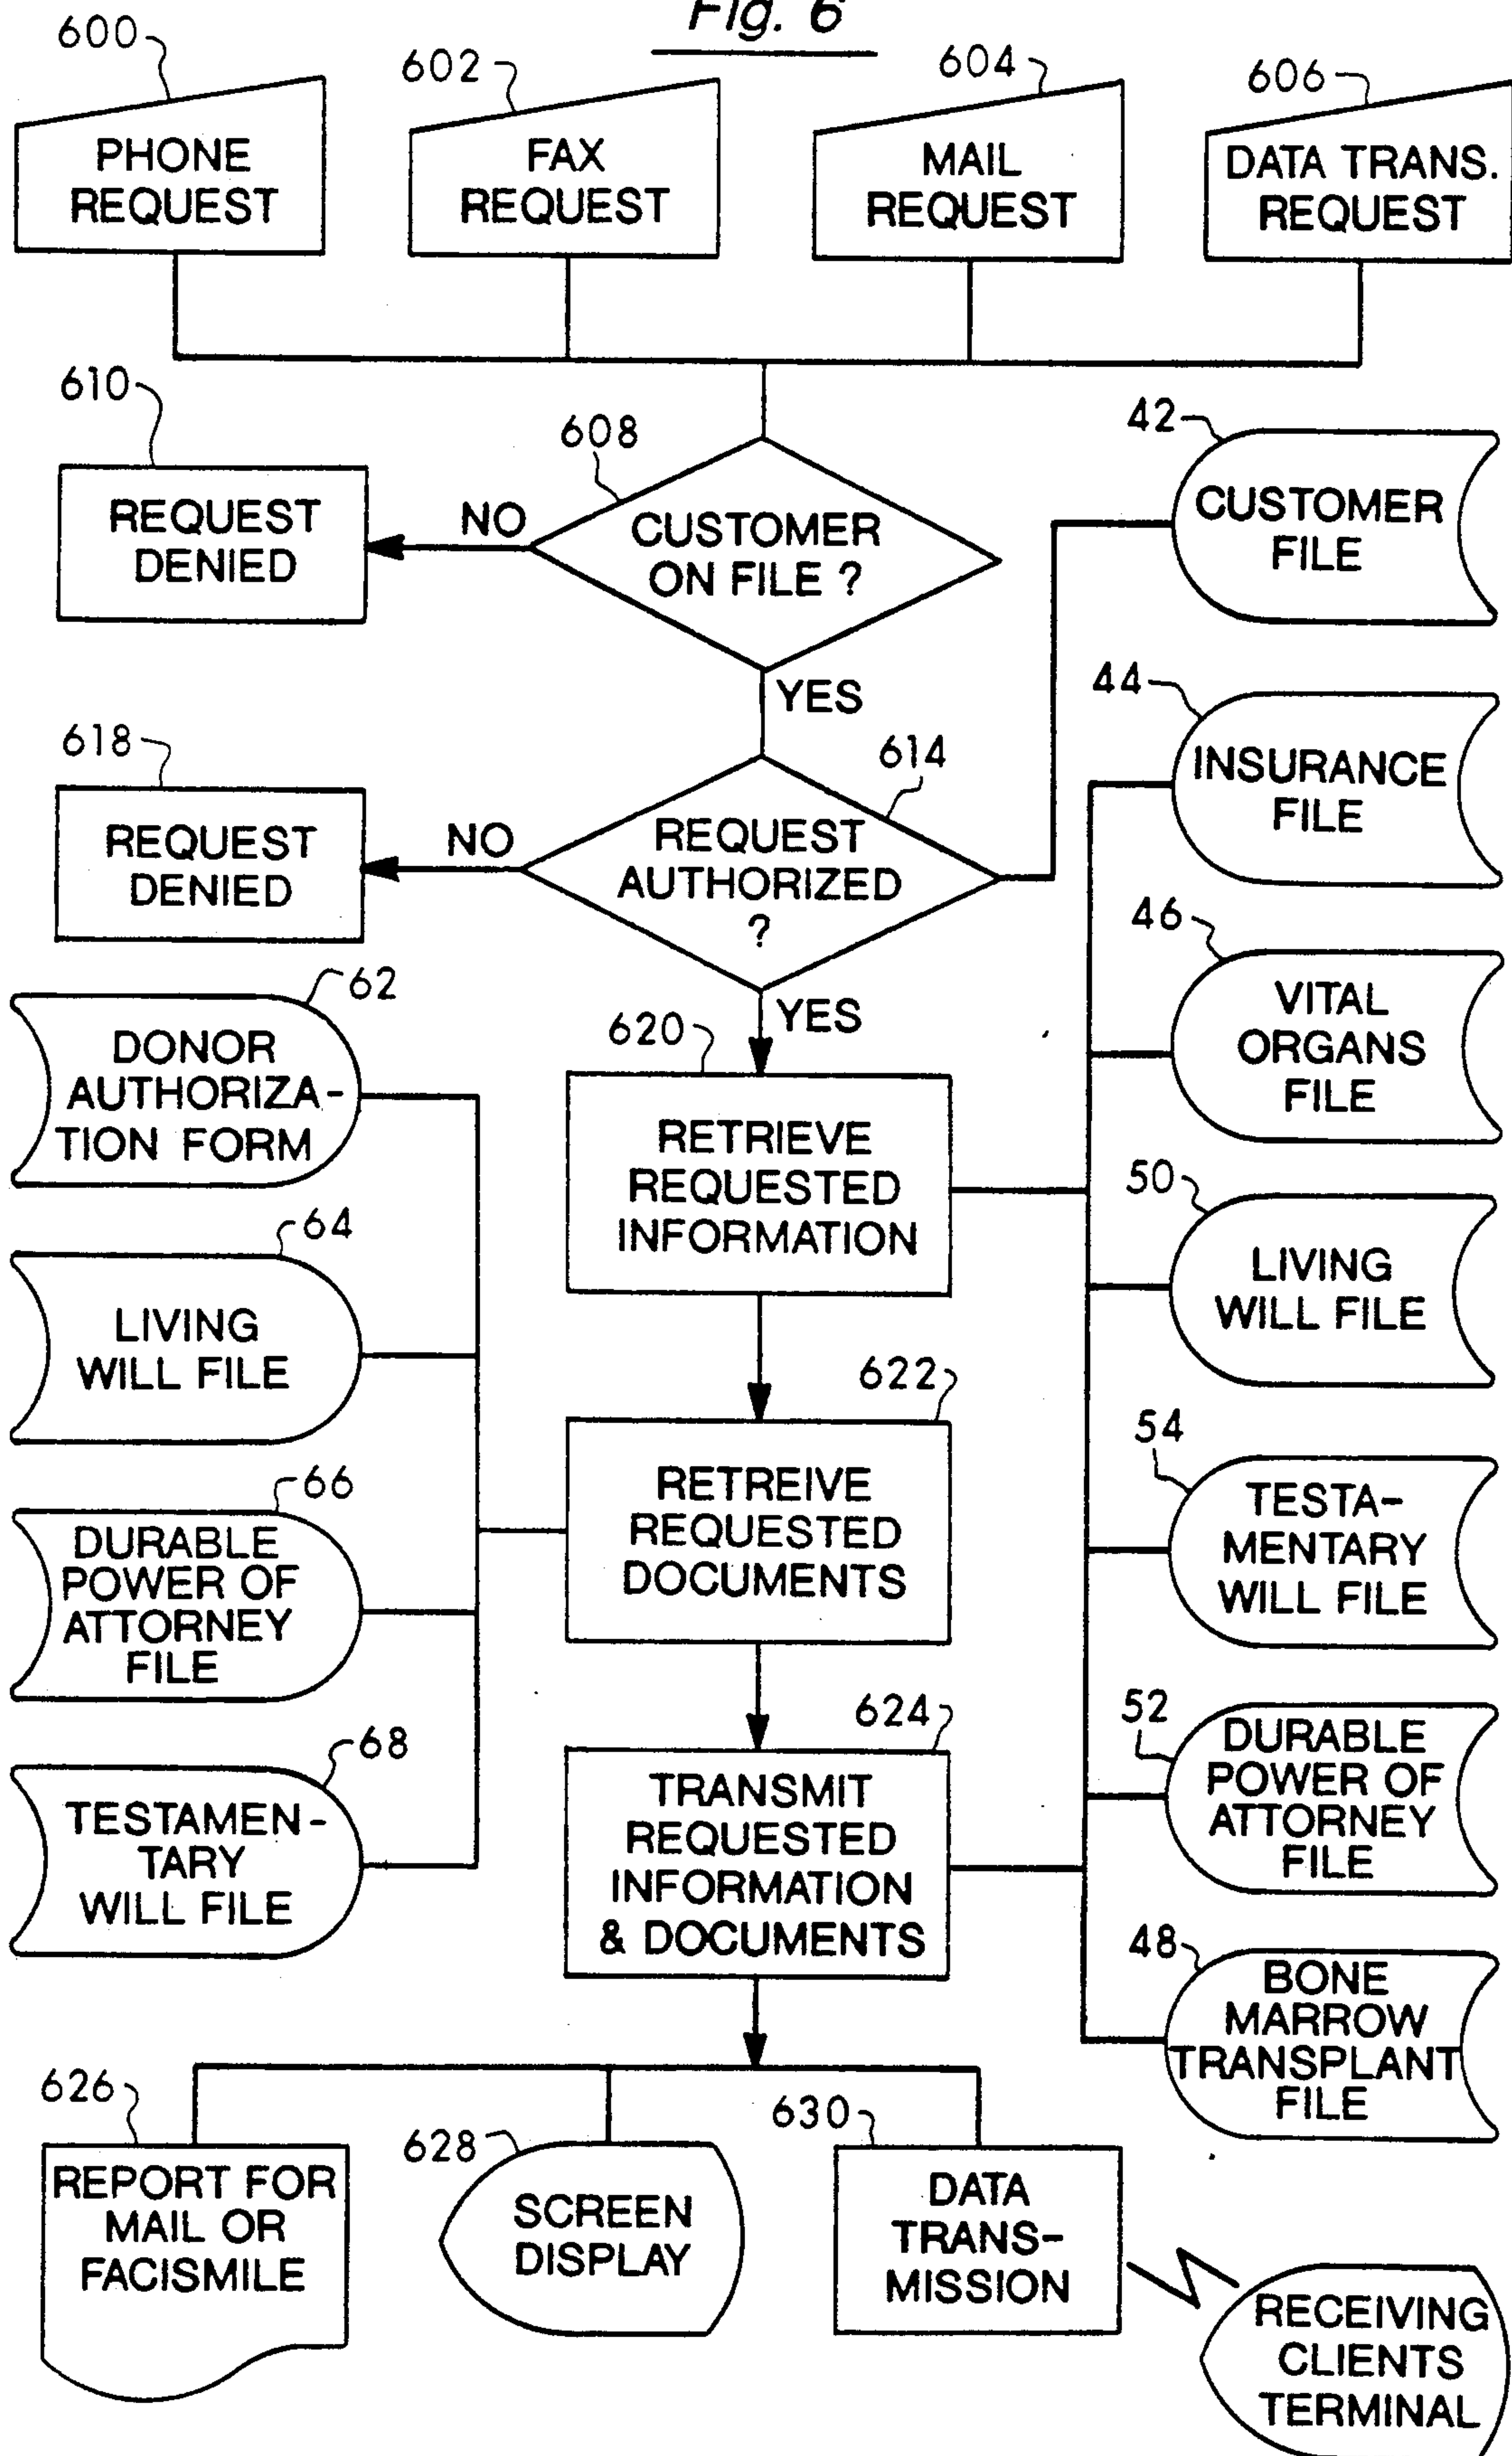 Fig. 6
600
602
604
606
PHONE
REQUEST
FAX
REQUEST
MAIL
REQUEST
DATA TRANS.
REQUEST
610
608
42
REQUEST
DENIED
NO
CUSTOMER
ON FILE ?
CUSTOMER
FILE
YES
44
INSURANCE
FILE
618
614
REQUEST
DENIED
NO
REQUEST
AUTHORIZED
?
46
VITAL
ORGANS
FILE
YES
62
DONOR
AUTHORIZA-
TION FORM
620
RETRIEVE
REQUESTED
INFORMATION
50
LIVING
WILL FILE
64
LIVING
WILL FILE
622
RETREIVE
REQUESTED
DOCUMENTS
54
TESTA-
MENTARY
WILL FILE
66
DURABLE
POWER OF
ATTORNEY
FILE
624
TRANSMIT
REQUESTED
INFORMATION
& DOCUMENTS
52
DURABLE
POWER OF
ATTORNEY
FILE
68
TESTAMEN-
TARY
WILL FILE
48
BONE
MARROW
TRANSPLANT
FILE
626
REPORT FOR
MAIL OR
FACISMILE
628
SCREEN
DISPLAY
630
DATA
TRANS-
MISSION
RECEIVING
CLIENTS
TERMINAL